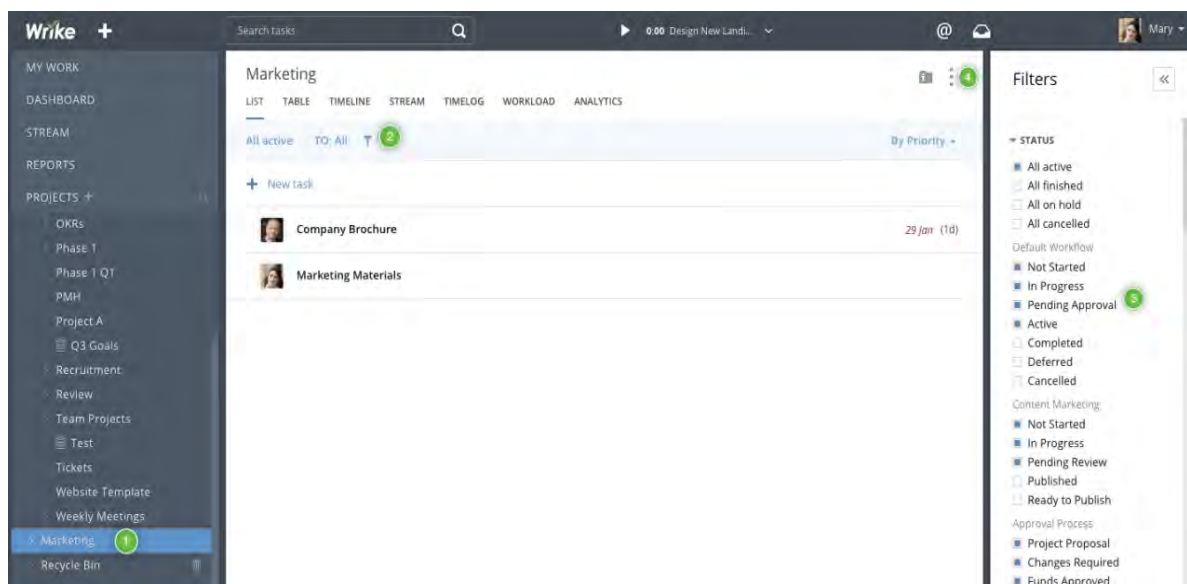 Wrike +
Search tasks
0:00 Design New Landi...
@
Mary
MY WORK
DASHBOARD
STREAM
REPORTS
PROJECTS +
OKRs
Phase 1
Phase 1 QT
PMH
Project A
Q3 Goals
Recruitment
Review
Team Projects
Test
Tickets
Website Template
Weekly Meetings
Marketing 1
Recycle Bin
Marketing
4
LIST TABLE TIMELINE STREAM TIMELOG WORKLOAD ANALYTICS
All active TO: All 2 By Priority
+ New task
Company Brochure 29 Jan (1d)
Marketing Materials
Filters
STATUS
All active
All finished
All on hold
All cancelled
Default Workflow
Not Started
In Progress
Pending Approval
Active
Completed
Deferred
Cancelled
Content Marketing
Not Started
In Progress
Pending Review
Published
Ready to Publish
Approval Process
Project Proposal
Changes Required
Funds Approved